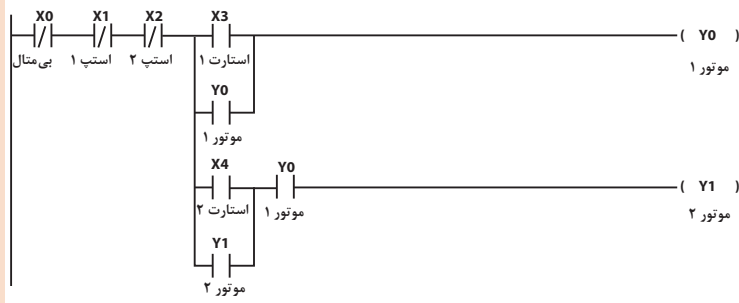 X0 X1 X2 X3
( Y0 )
بی‌متال استپ ۱ استپ ۲ استارت ۱
موتور ۱
Y0
موتور ۱
X4 Y0
( Y1 )
استارت ۲ موتور ۱
موتور ۲
Y1
موتور ۲